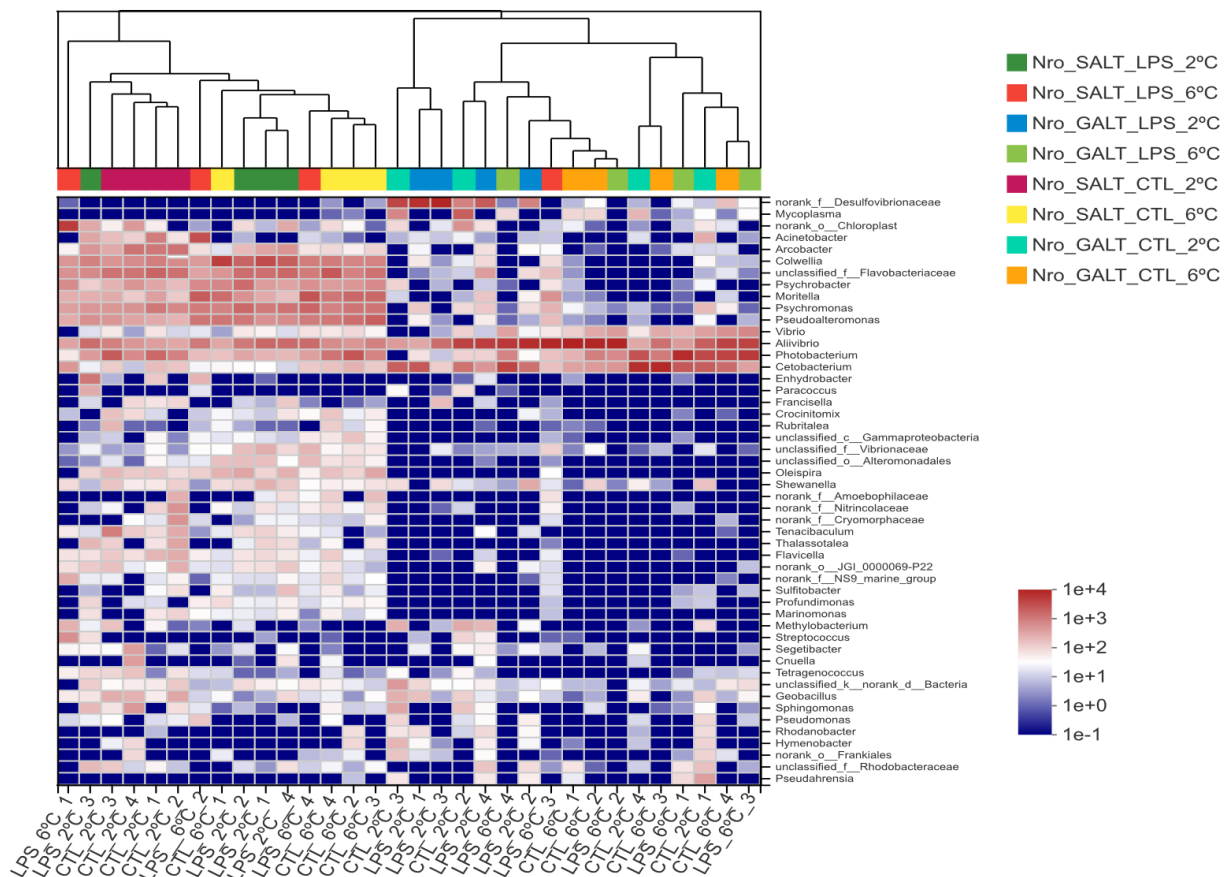 Nro_SALT_LPS_2ºC
Nro_SALT_LPS_6ºC
Nro_GALT_LPS_2ºC
Nro_GALT_LPS_6ºC
Nro_SALT_CTL_2ºC
Nro_SALT_CTL_6ºC
Nro_GALT_CTL_2ºC
Nro_GALT_CTL_6ºC
norank_f__Desulfovibrionaceae
Mycoplasma
norank_o__Chloroplast
Acinetobacter
Arcobacter
Colwellia
unclassified_f__Flavobacteriaceae
Psychrobacter
Moritella
Psychromonas
Pseudoalteromonas
Vibrio
Aliivibrio
Photobacterium
Cetobacterium
Enhydrobacter
Paracoccus
Francisella
Crocinitomix
Rubritalea
unclassified_c__Gammaproteobacteria
unclassified_f__Vibrionaceae
unclassified_o__Alteromonadales
Oleispira
Shewanella
norank_f__Amoebophilaceae
norank_f__Nitrincolaceae
norank_f__Cryomorphaceae
Tenacibaculum
Thalassotalea
Flavicella
norank_o__JGI_0000069-P22
norank_f__NS9_marine_group
Sulfitobacter
Profundimonas
Marinomonas
Methylobacterium
Streptococcus
Segetibacter
Cnuella
Tetragenococcus
unclassified_k__norank_d__Bacteria
Geobacillus
Sphingomonas
Pseudomonas
Rhodanobacter
Hymenobacter
norank_o__Frankiales
unclassified_f__Rhodobacteraceae
Pseudahrensia
1e+4
1e+3
1e+2
1e+1
1e+0
1e-1
LPS_6ºC_1
LPS_2ºC_3
CTL_2ºC_3
CTL_2ºC_4
CTL_2ºC_1
CTL_2ºC_2
LPS_6ºC_2
CTL_6ºC_1
LPS_2ºC_2
LPS_2ºC_1
LPS_2ºC_4
LPS_6ºC_4
CTL_6ºC_4
CTL_6ºC_2
CTL_6ºC_3
CTL_2ºC_3
LPS_2ºC_1
LPS_2ºC_3
CTL_2ºC_2
LPS_2ºC_4
LPS_6ºC_4
LPS_2ºC_2
LPS_6ºC_3
CTL_6ºC_1
CTL_6ºC_2
LPS_6ºC_2
CTL_2ºC_4
CTL_6ºC_3
LPS_6ºC_1
CTL_2ºC_1
CTL_6ºC_4
LPS_6ºC_3